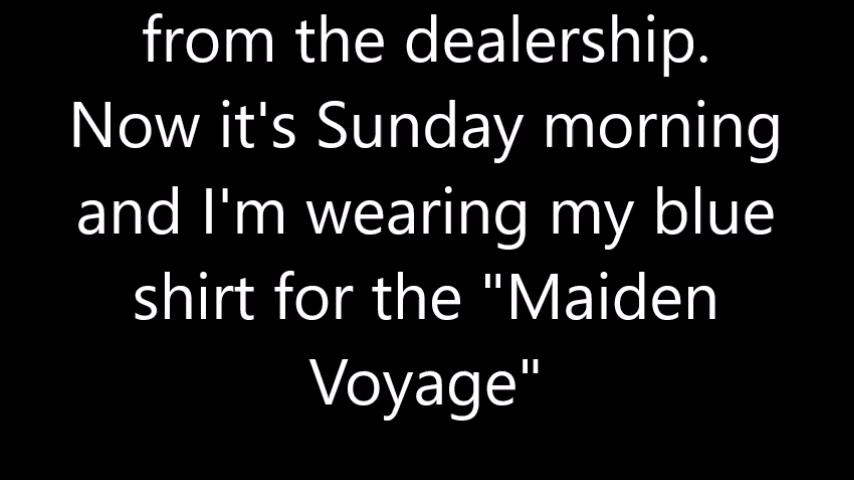 from the dealership.
Now it's Sunday morning
and I'm wearing my blue
shirt for the "Maiden
Voyage"